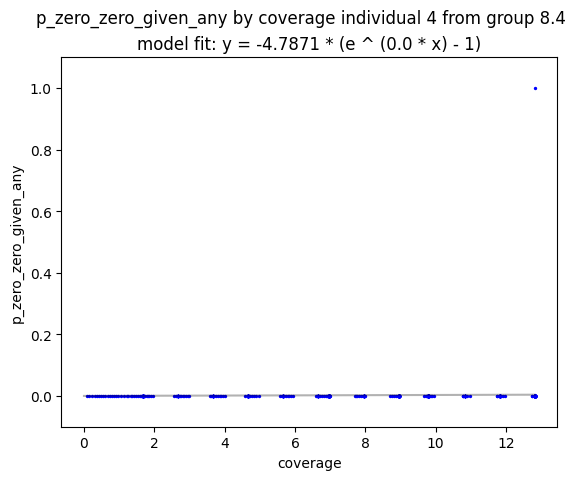 p_zero_zero_given_any by coverage individual 4 from group 8.4
model fit: y = -4.7871 * (e ^ (0.0 * x) - 1)
1.0
0.8
0.6
0.4
0.2
0.0
p_zero_zero_given_any
0 2 4 6 8 10 12
coverage